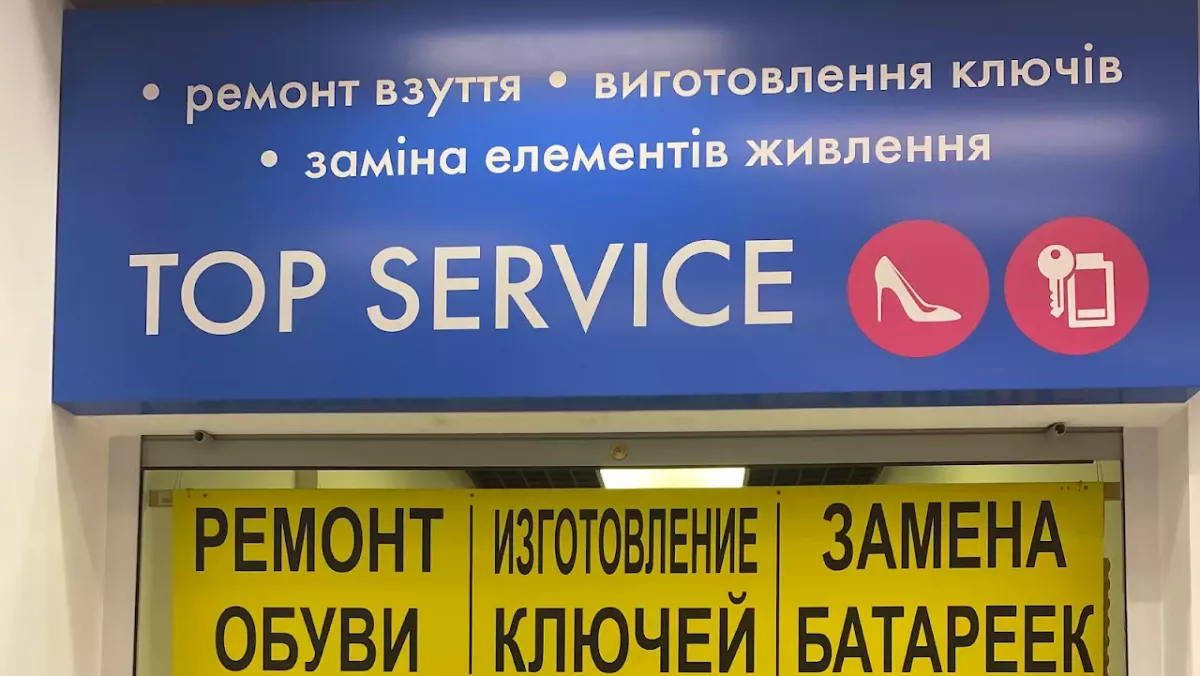 • ремонт взуття • виготовлення ключів
• заміна елементів живлення
TOP SERVICE
РЕМОНТ
ОБУВИ
ИЗГОТОВЛЕНИЕ
КЛЮЧЕЙ
ЗАМЕНА
БАТАРЕЕК